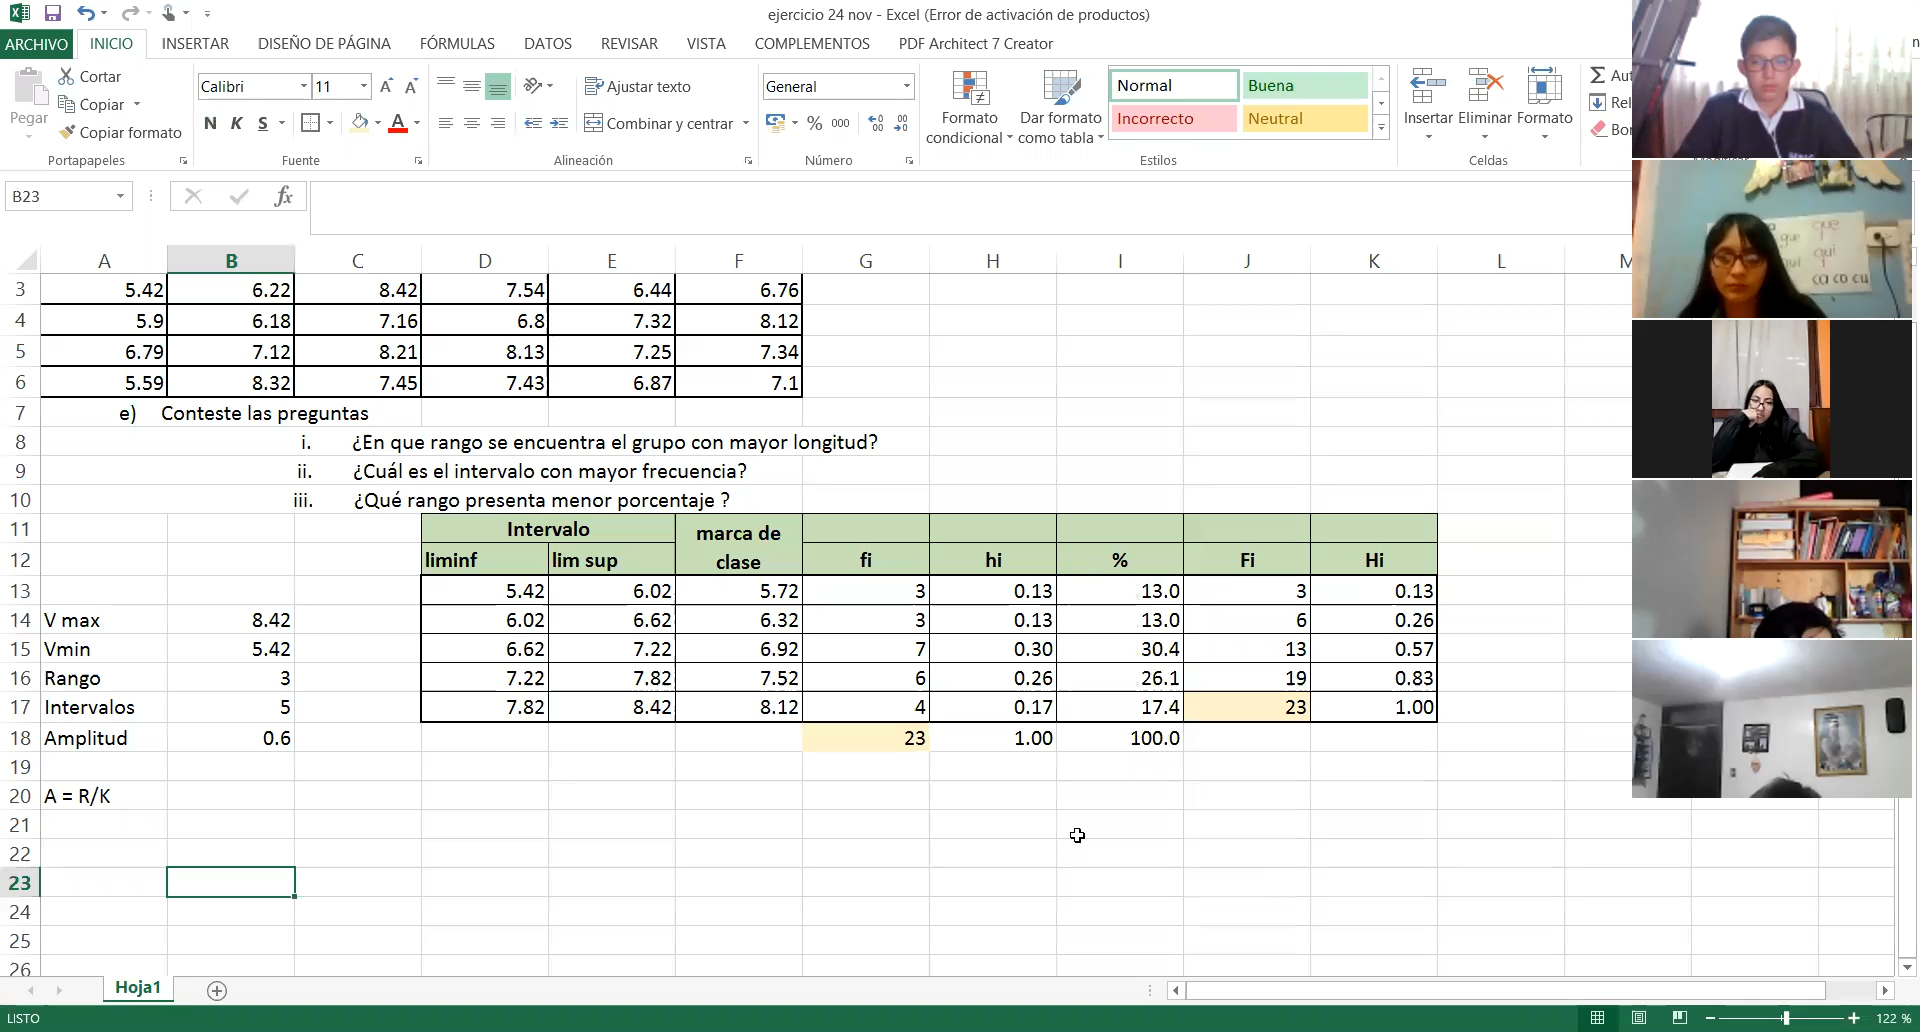 ejercicio 24 nov - Excel (Error de activación de productos)
ARCHIVO INICIO INSERTAR DISEÑO DE PÁGINA FÓRMULAS DATOS REVISAR VISTA COMPLEMENTOS PDF Architect 7 Creator
Pegar
Cortar
Copiar
Copiar formato
Portapapeles
Calibri 11
N K S
Fuente
Ajustar texto
Combinar y centrar
Alineación
General
% 000
Número
Formato condicional
Dar formato como tabla
Normal Buena
Incorrecto Neutral
Estilos
Insertar Eliminar Formato
Celdas
Aut
Rel
Bor
B23 fx
A B C D E F G H I J K L M
3 5.42 6.22 8.42 7.54 6.44 6.76
4 5.9 6.18 7.16 6.8 7.32 8.12
5 6.79 7.12 8.21 8.13 7.25 7.34
6 5.59 8.32 7.45 7.43 6.87 7.1
7 e) Conteste las preguntas
8 i. ¿En que rango se encuentra el grupo con mayor longitud?
9 ii. ¿Cuál es el intervalo con mayor frecuencia?
10 iii. ¿Qué rango presenta menor porcentaje ?
11 Intervalo marca de clase
12 liminf lim sup fi hi % Fi Hi
13 5.42 6.02 5.72 3 0.13 13.0 3 0.13
14 V max 8.42 6.02 6.62 6.32 3 0.13 13.0 6 0.26
15 Vmin 5.42 6.62 7.22 6.92 7 0.30 30.4 13 0.57
16 Rango 3 7.22 7.82 7.52 6 0.26 26.1 19 0.83
17 Intervalos 5 7.82 8.42 8.12 4 0.17 17.4 23 1.00
18 Amplitud 0.6 23 1.00 100.0
19
20 A = R/K
21
22
23
24
25
26
Hoja1
LISTO 122 %
que
gue
qui
ca co cu